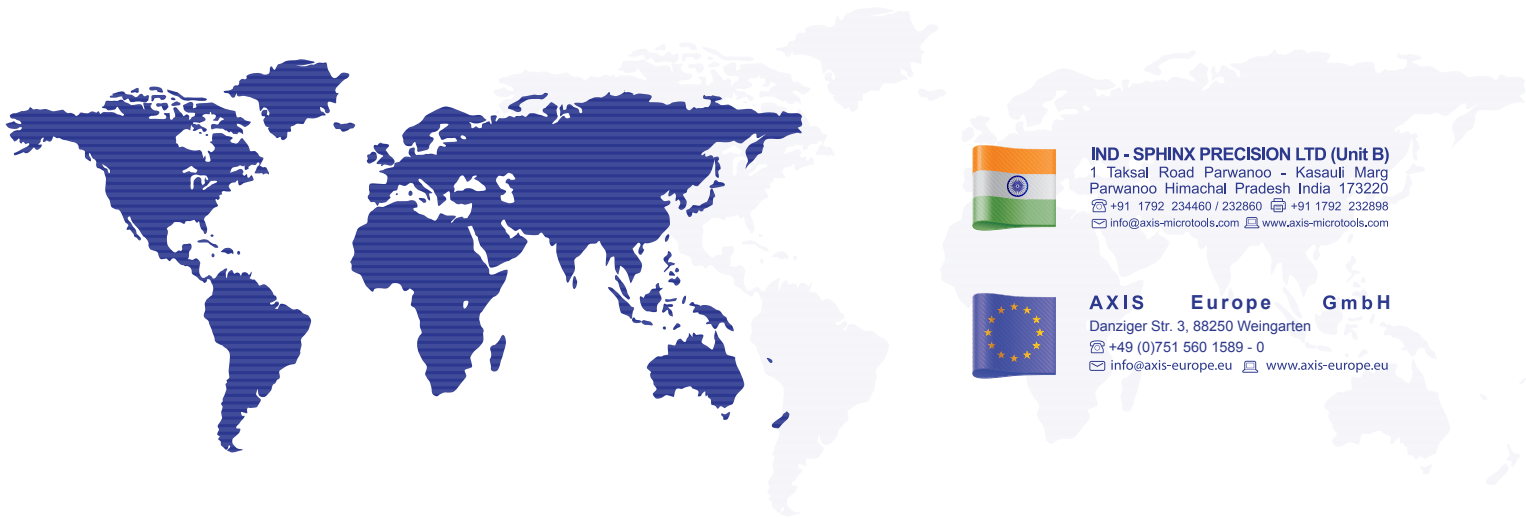 IND - SPHINX PRECISION LTD (Unit B)
1 Taksal Road Parwanoo - Kasauli Marg
Parwanoo Himachal Pradesh India 173220
+91 1792 234460 / 232860 +91 1792 232898
info@axis-microtools.com www.axis-microtools.com
AXIS Europe GmbH
Danziger Str. 3, 88250 Weingarten
+49 (0)751 560 1589 - 0
info@axis-europe.eu www.axis-europe.eu